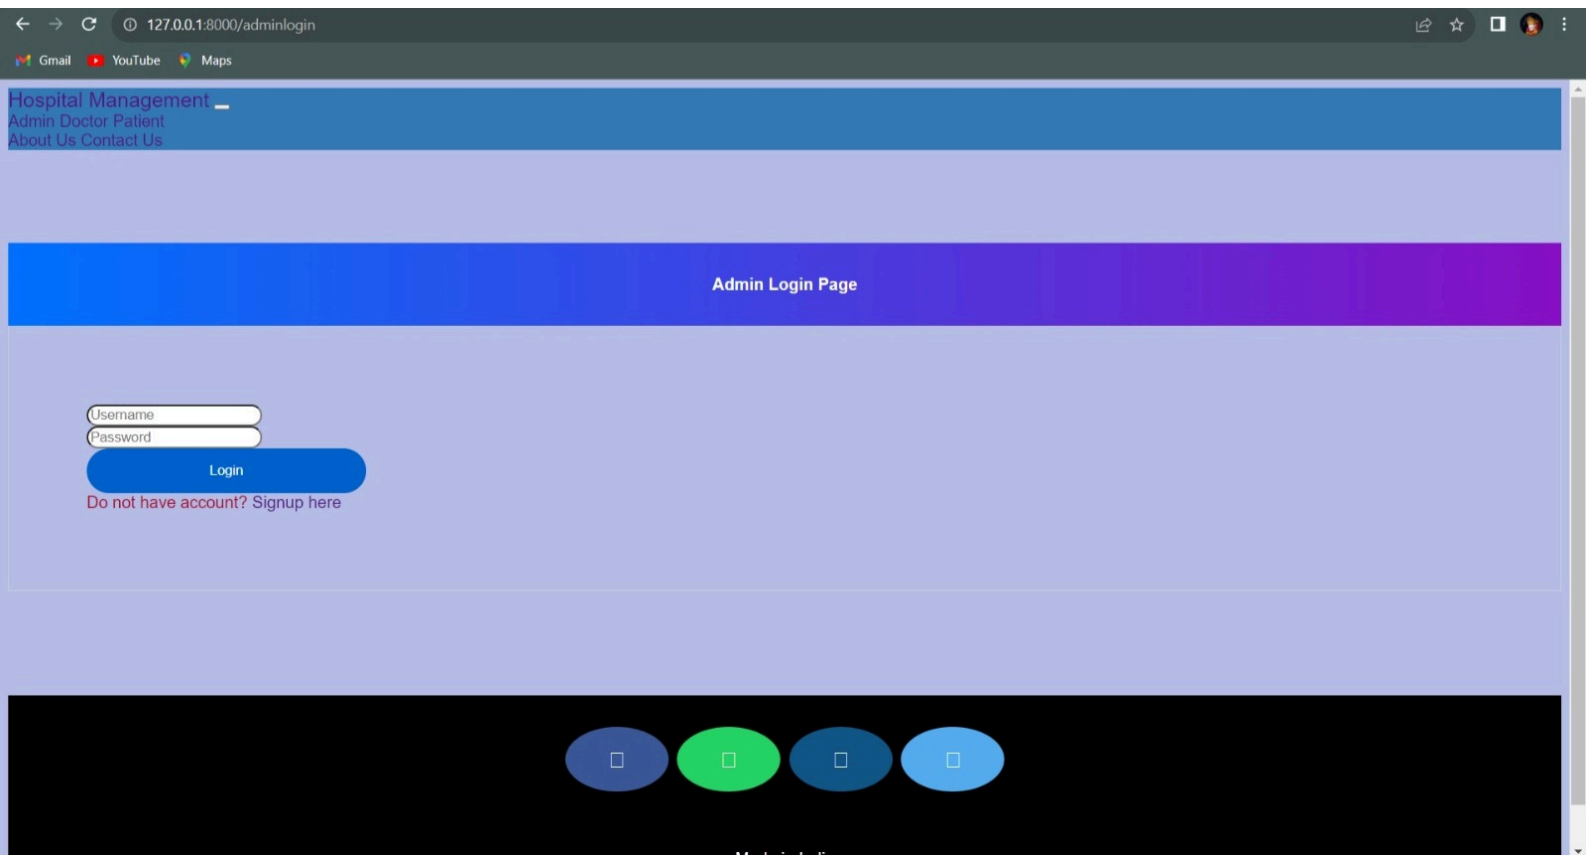 127.0.0.1:8000/adminlogin
Gmail YouTube Maps
Hospital Management
Admin Doctor Patient
About Us Contact Us
Admin Login Page
Username
Password
Login
Do not have account? Signup here